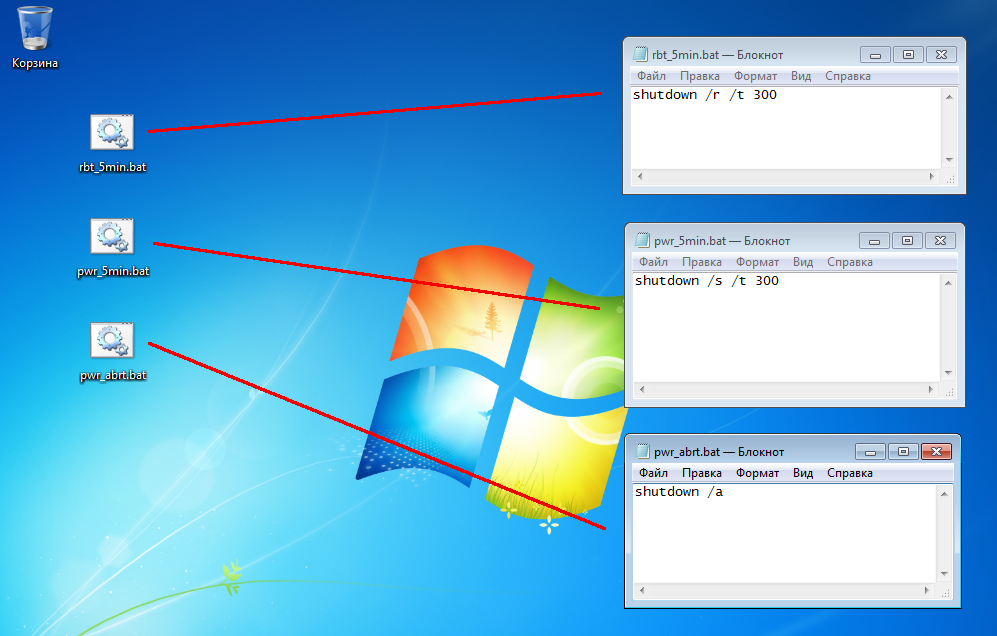 Корзина
rbt_5min.bat
pwr_5min.bat
pwr_abrt.bat
rbt_5min.bat — Блокнот
Файл Правка Формат Вид Справка
shutdown /r /t 300
pwr_5min.bat — Блокнот
Файл Правка Формат Вид Справка
shutdown /s /t 300
pwr_abrt.bat — Блокнот
Файл Правка Формат Вид Справка
shutdown /a